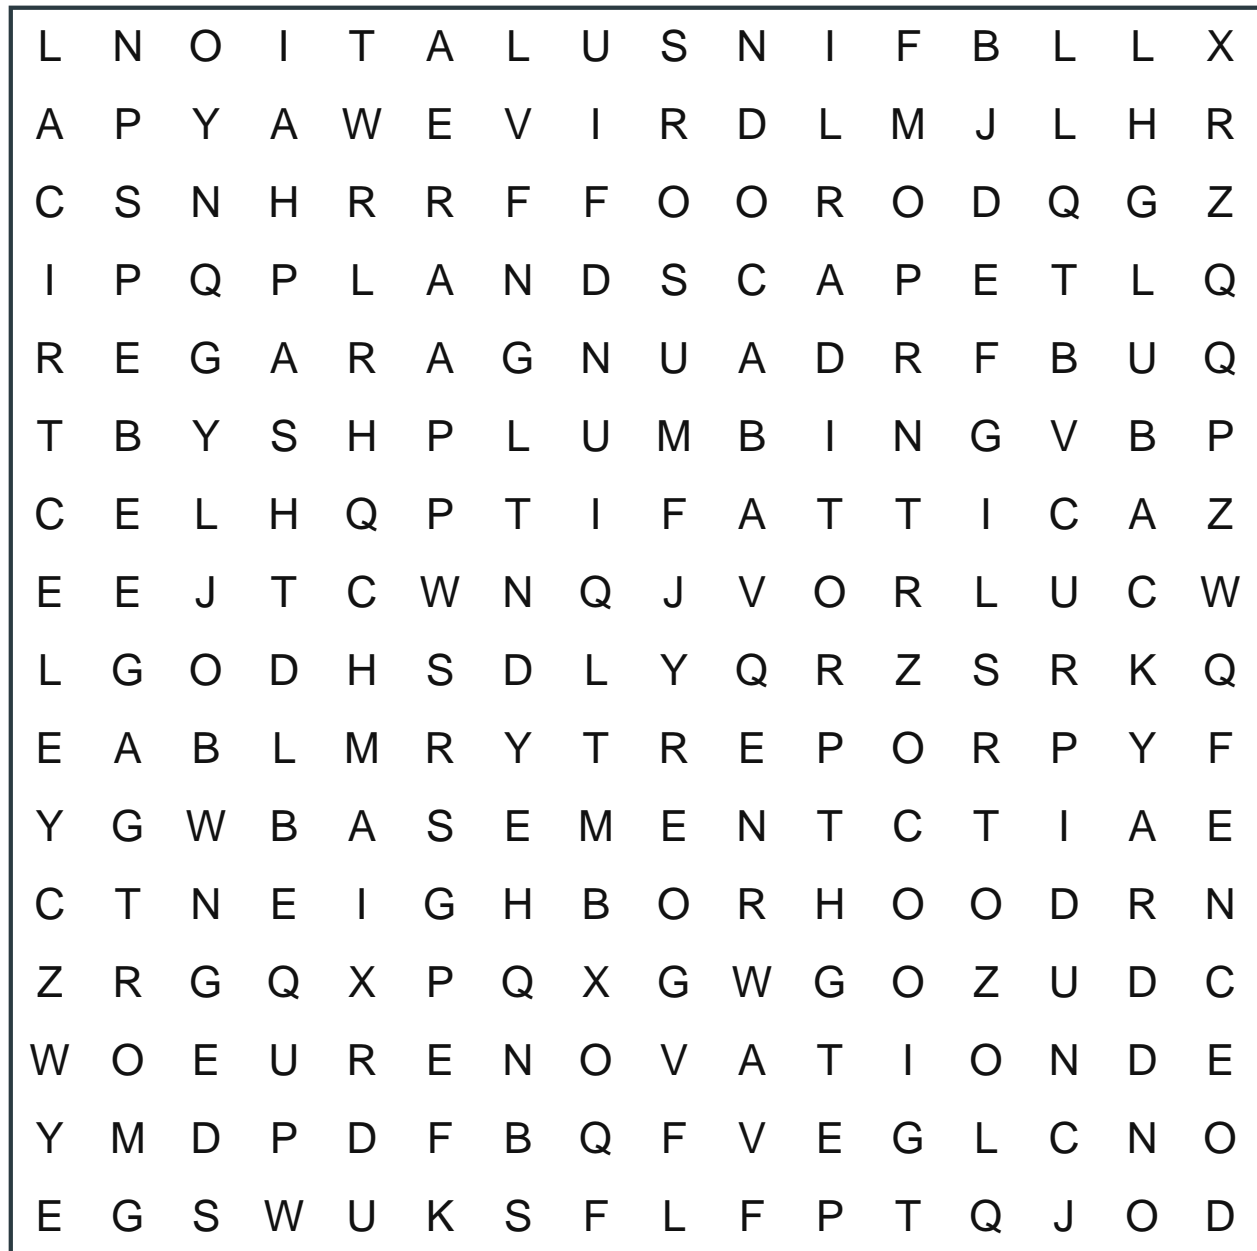 L N O I T A L U S N I F B L L X
A P Y A W E V I R D L M J L H R
C S N H R R F F O O R O D Q G Z
I P Q P L A N D S C A P E T L Q
R E G A R A G N U A D R F B U Q
T B Y S H P L U M B I N G V B P
C E L H Q P T I F A T T I C A Z
E E J T C W N Q J V O R L U C W
L G O D H S D L Y Q R Z S R K Q
E A B L M R Y T R E P O R P Y F
Y G W B A S E M E N T C T I A E
C T N E I G H B O R H O O D R N
Z R G Q X P Q X G W G O Z U D C
W O E U R E N O V A T I O N D E
Y M D P D F B Q F V E G L C N O
E G S W U K S F L F P T Q J O D